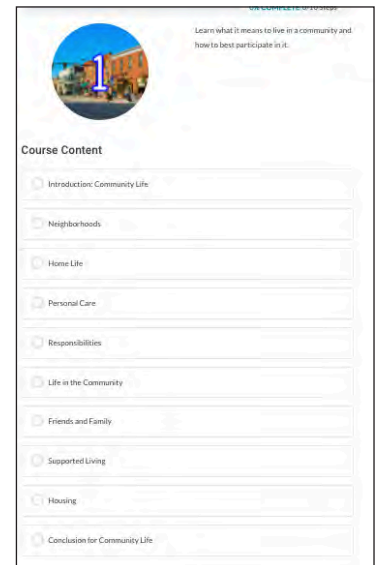 0% COMPLETE 0/10 Steps
Learn what it means to live in a community and
how to best participate in it.
1
Course Content
Introduction: Community Life
Neighborhoods
Home Life
Personal Care
Responsibilities
Life in the Community
Friends and Family
Supported Living
Housing
Conclusion for Community Life